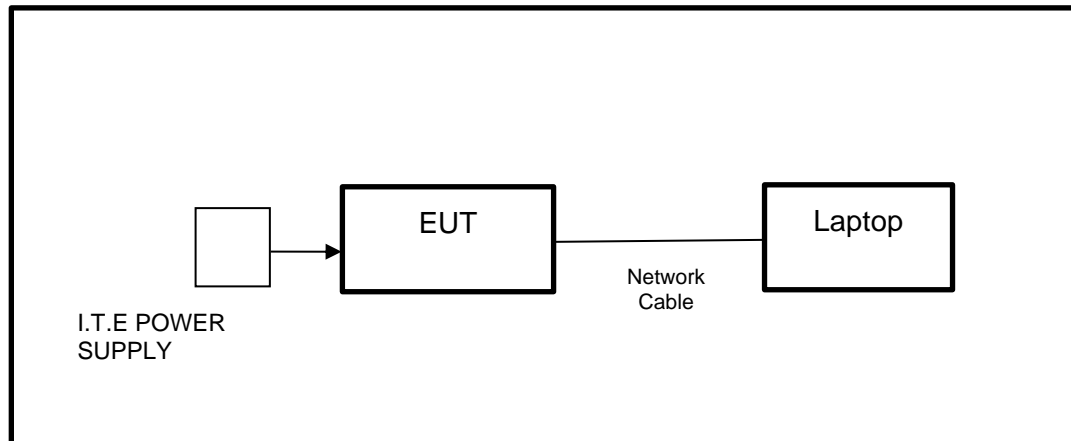 EUT
Laptop
Network
Cable
I.T.E POWER
SUPPLY